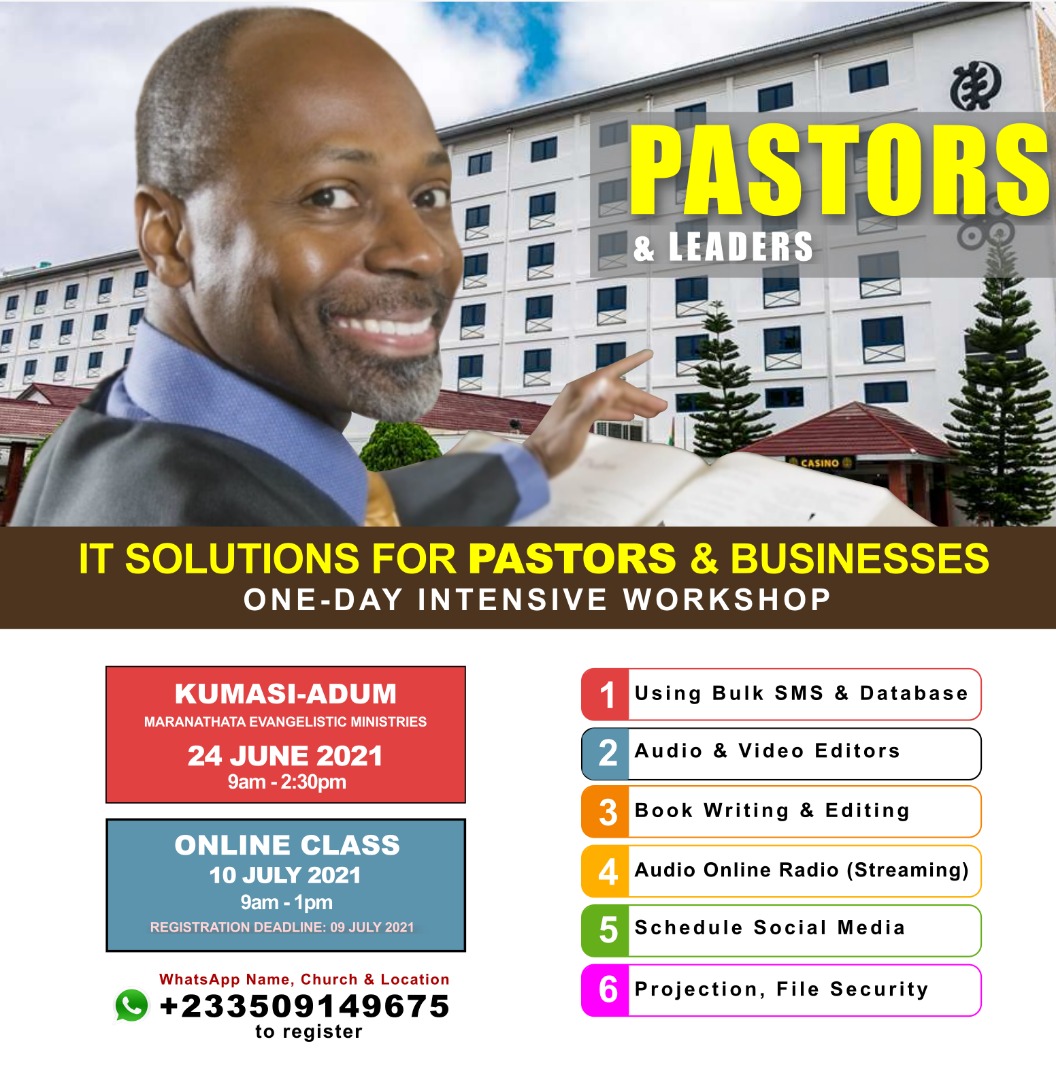 PASTORS
& LEADERS
CASINO
IT SOLUTIONS FOR PASTORS & BUSINESSES
ONE-DAY INTENSIVE WORKSHOP
KUMASI-ADUM
MARANATHATA EVANGELISTIC MINISTRIES
24 JUNE 2021
9am - 2:30pm
ONLINE CLASS
10 JULY 2021
9am - 1pm
REGISTRATION DEADLINE: 09 JULY 2021
WhatsApp Name, Church & Location
+233509149675
to register
1 Using Bulk SMS & Database
2 Audio & Video Editors
3 Book Writing & Editing
4 Audio Online Radio (Streaming)
5 Schedule Social Media
6 Projection, File Security